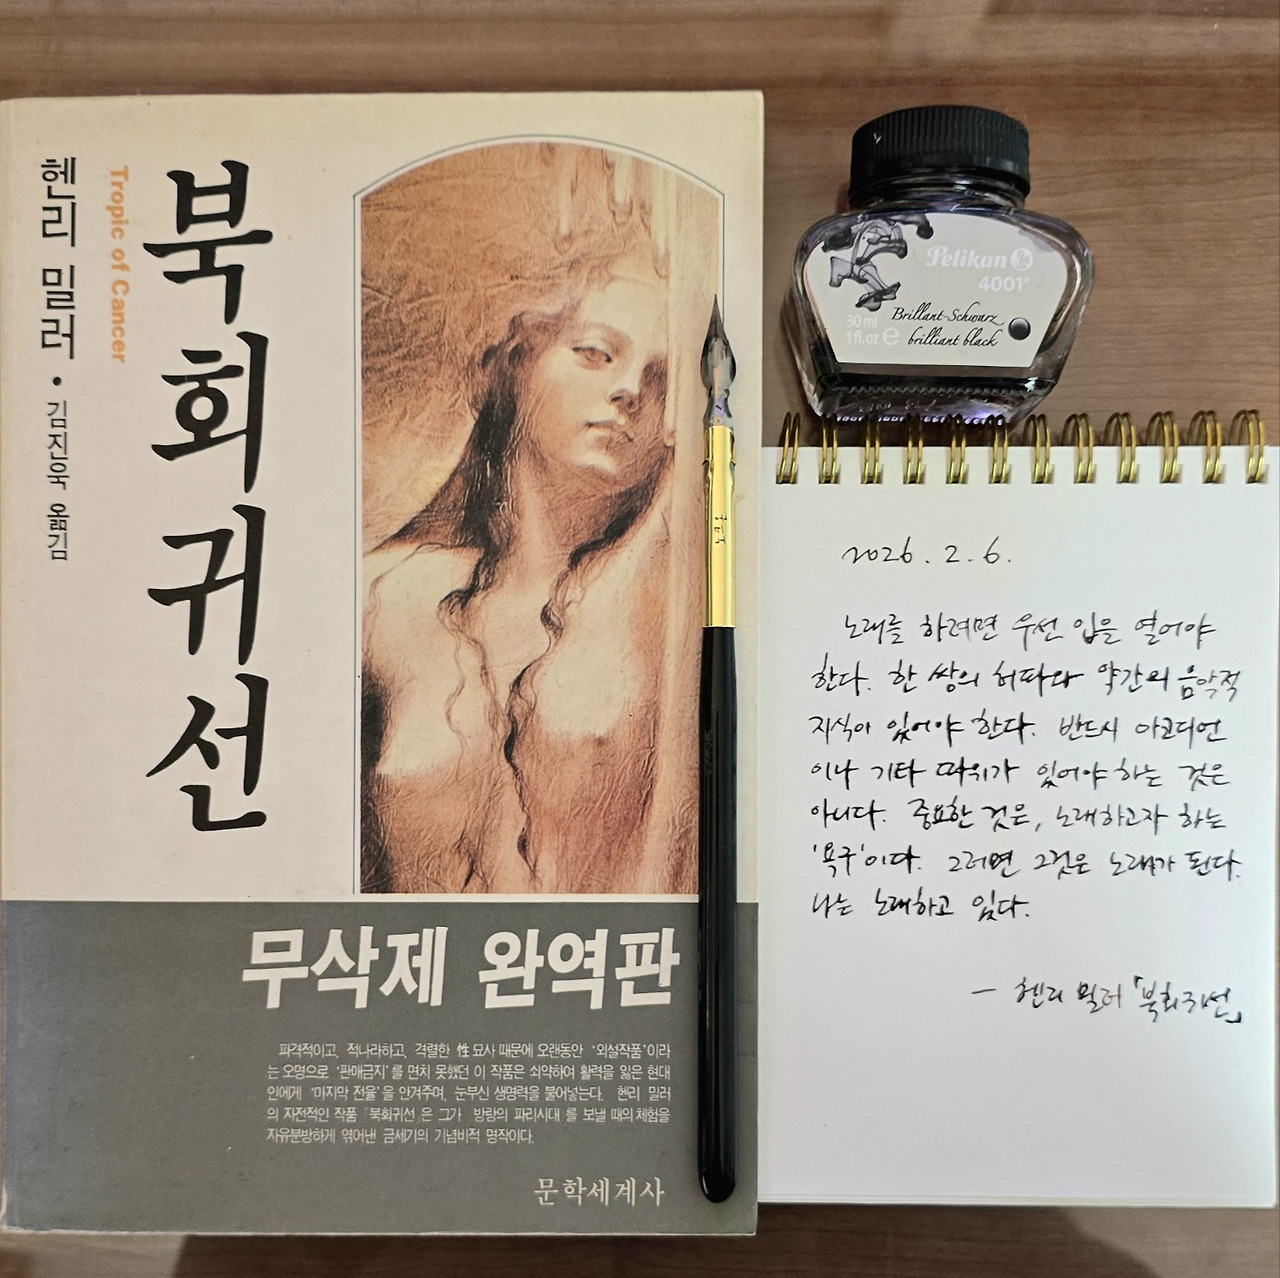 헨리 밀러 • 김진욱 옮김
Tropic of Cancer
북회귀선
무삭제 완역판
파격적이고, 적나라하고, 격렬한 性 묘사 때문에 오랜동안 '외설작품'이라
는 오명으로 '판매금지'를 면치 못했던 이 작품은 쇠약하여 활력을 잃은 현대
인에게 '마지막 전율'을 안겨주며, 눈부신 생명력을 불어넣는다. 헨리 밀러
의 자전적인 작품 「북회귀선」은 그가 방랑의 파리시대를 보낼 때의 체험을
자유분방하게 엮어낸 금세기의 기념비적 명작이다.
문학세계사
Pelikan
4001®
Brillant-Schwarz
brilliant black
30 ml
1 fl.oz e
2026. 2. 6.
노래를 하려면 우선 입을 열어야
한다. 한 쌍의 허파와 약간의 음악적
지식이 있어야 한다. 반드시 아코디언
이나 기타 따위가 있어야 하는 것은
아니다. 중요한 것은, 노래하고자 하는
'욕구'이다. 그러면 그것은 노래가 된다.
나는 노래하고 있다.
— 헨리 밀러 「북회귀선」